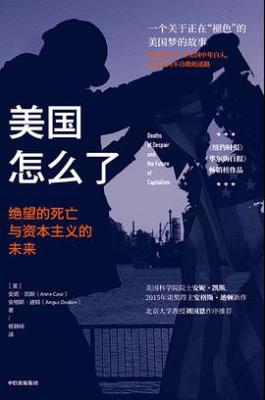 一个关于正在“褪色”的
美国梦的故事
美国
怎么了
Deaths
of Despair
and
the Future
of
Capitalism
《纽约时报》
《华尔街日报》
畅销榜作品
绝望的死亡
与资本主义的
未来
[美]
安妮·凯斯 (Anne Case)
安格斯·迪顿 (Angus Deaton)
著
杨静娴
译
美国科学院院士安妮·凯斯、
2015年诺奖得主安格斯·迪顿新作
北京大学教授刘国恩作序推荐
中信出版集团